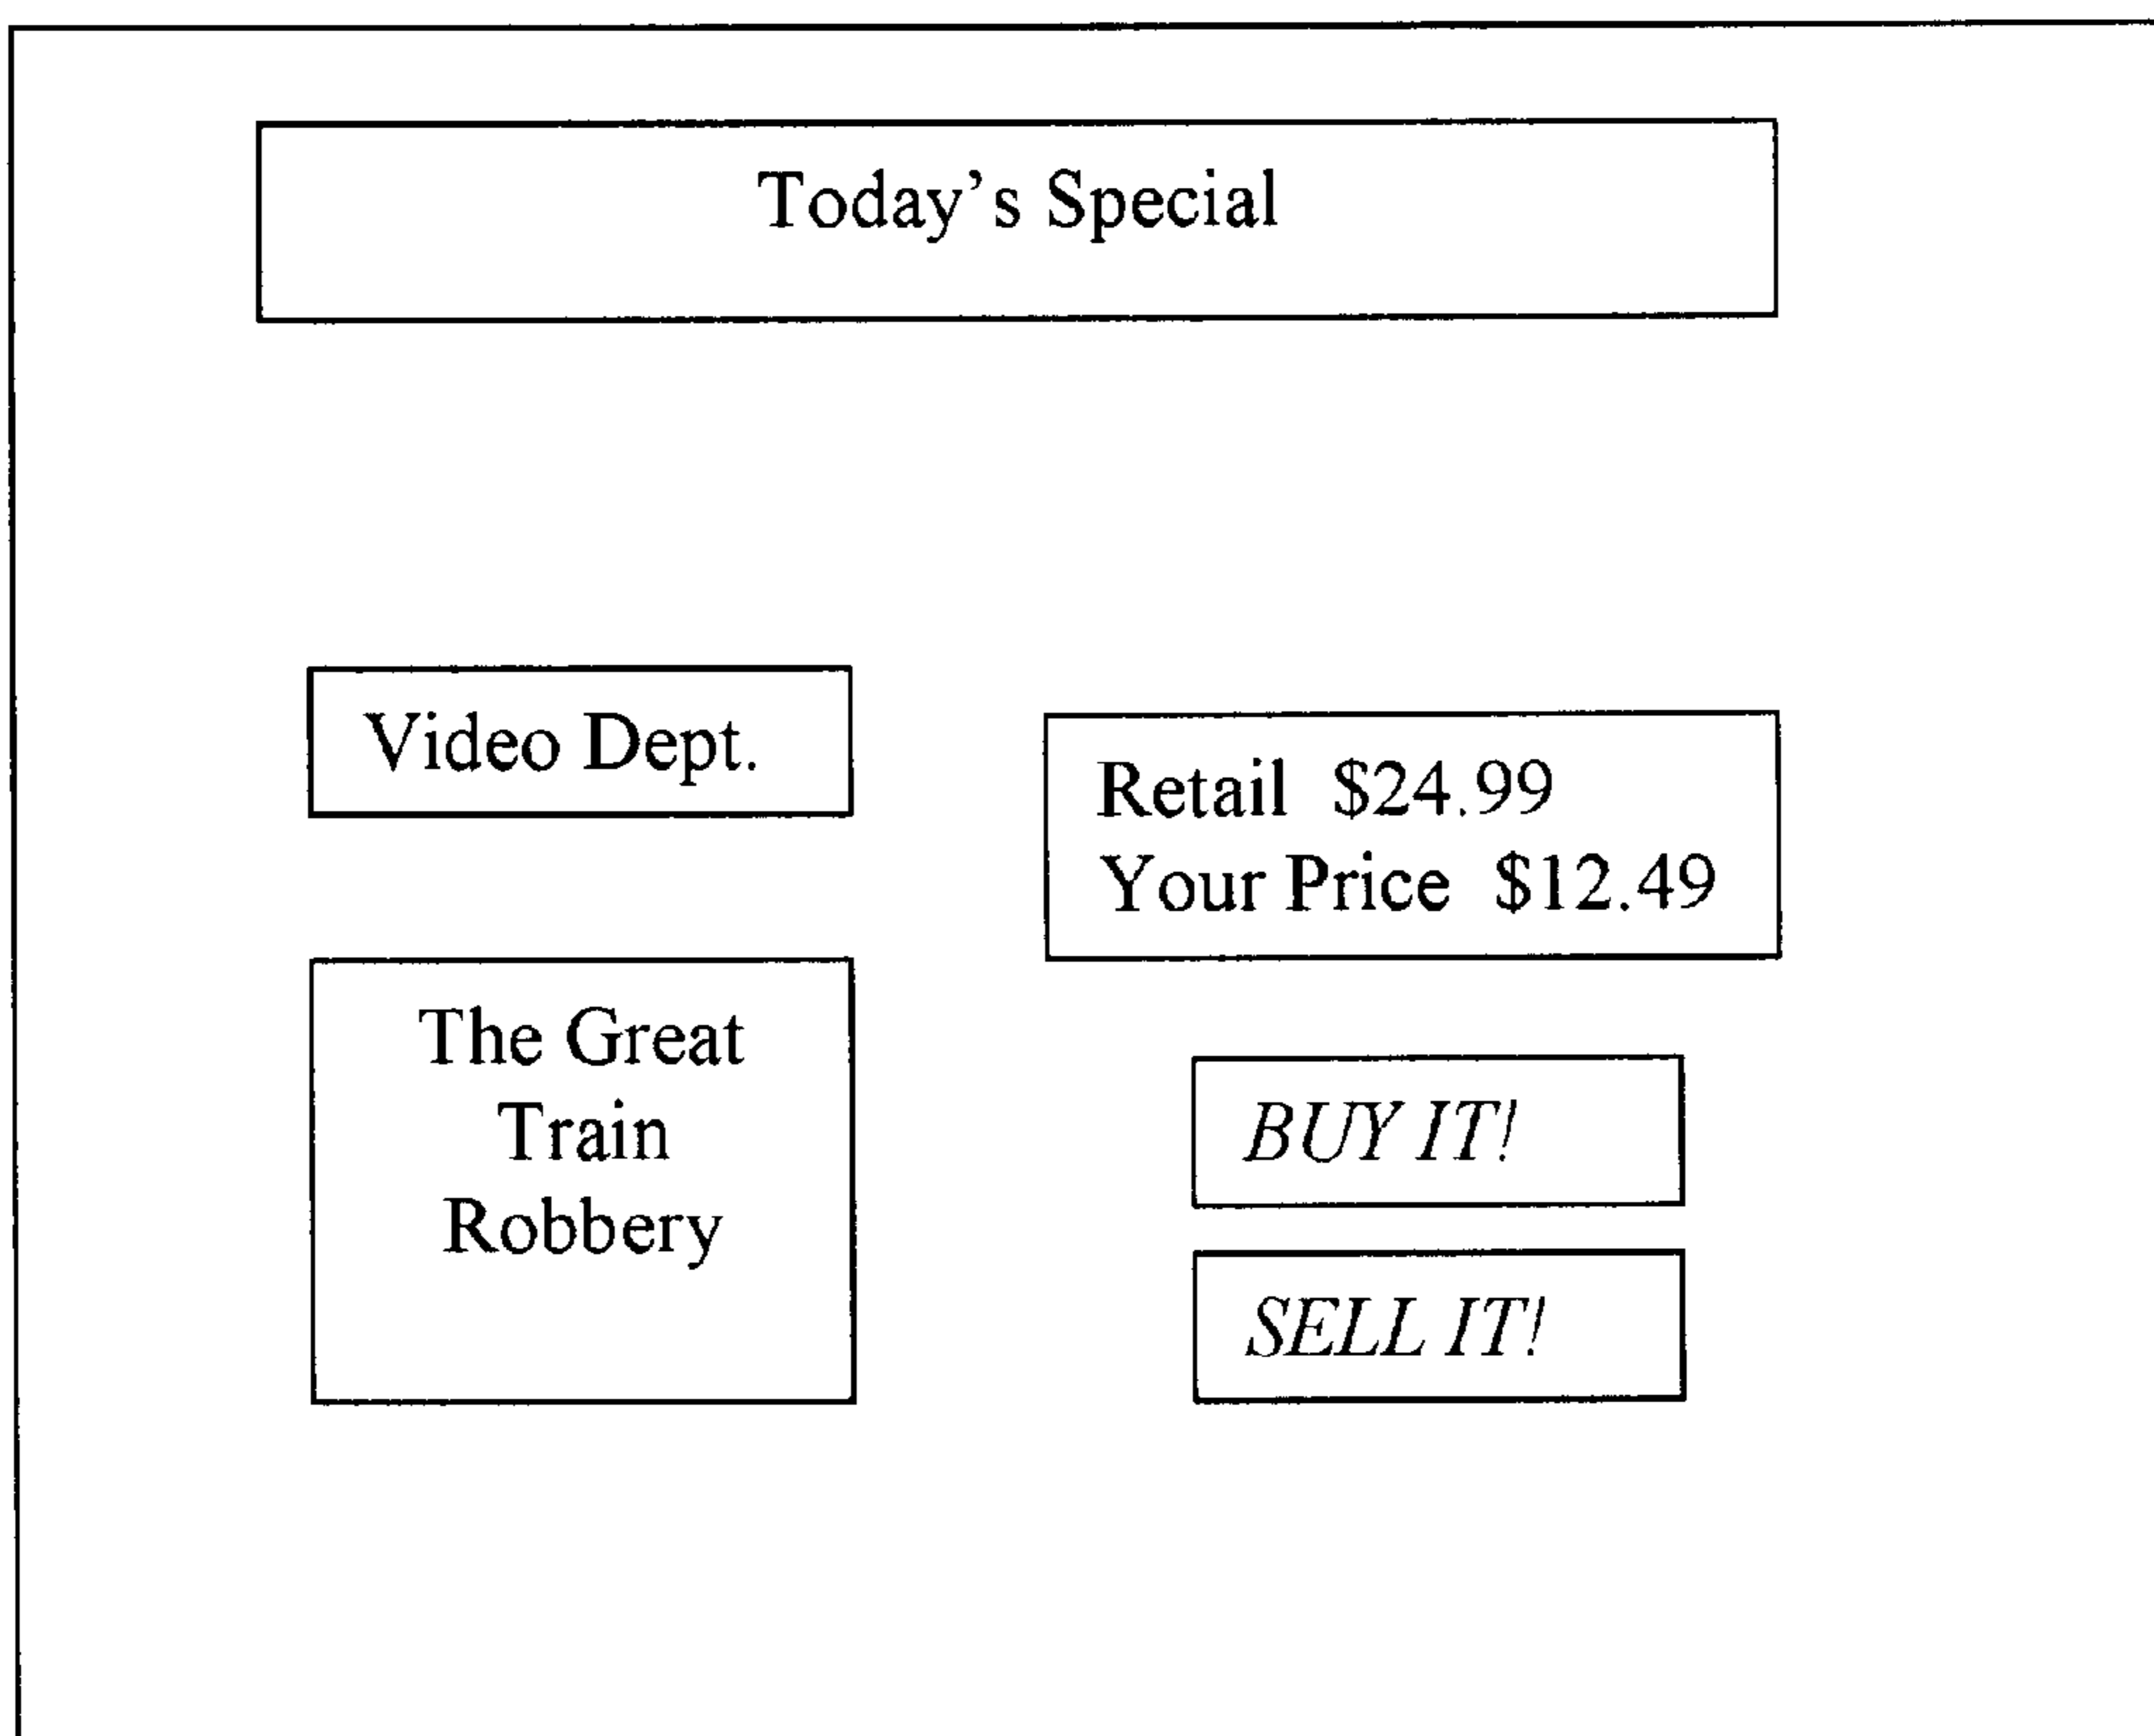 Today's Special
Video Dept.
The Great
Train
Robbery
Retail $24.99
Your Price $12.49
BUY IT!
SELL IT!